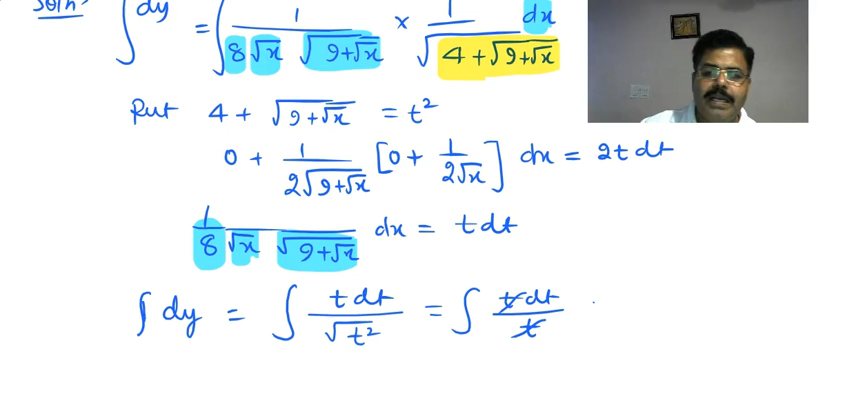 Soln:
∫ dy = ∫ 1/(8√x √(9+√x)) × 1/√(4+√(9+√x)) dx
Put 4 + √(9+√x) = t²
0 + 1/(2√(9+√x)) [0 + 1/(2√x)] dx = 2t dt
1/(8 √x √(9+√x)) dx = t dt
∫ dy = ∫ t dt/√t² = ∫ t dt/t